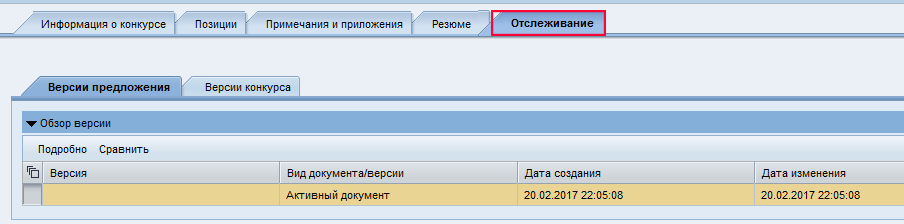 Информация о конкурсе Позиции Примечания и приложения Резюме Отслеживание
Версии предложения Версии конкурса
Обзор версии
Подробно Сравнить
Версия Вид документа/версии Дата создания Дата изменения
Активный документ 20.02.2017 22:05:08 20.02.2017 22:05:08